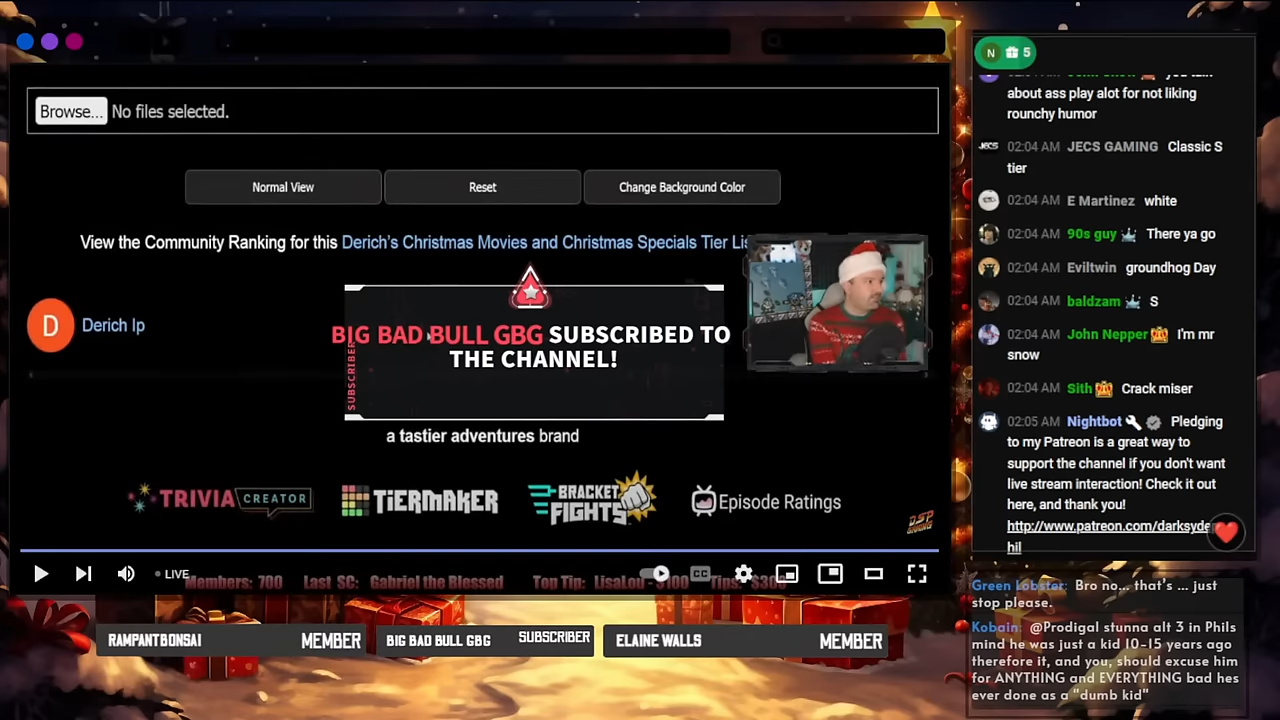 N 5
Browse... No files selected.
about ass play alot for not liking
rounchy humor
02:04 AM JECS GAMING Classic S
tier
Normal View Reset Change Background Color
02:04 AM E Martinez white
02:04 AM 90s guy There ya go
View the Community Ranking for this Derich's Christmas Movies and Christmas Specials Tier Lis
02:04 AM Eviltwin groundhog Day
02:04 AM baldzam S
D Derich Ip
BIG BAD BULL GBG SUBSCRIBED TO
THE CHANNEL!
SUBSCRIBER
02:04 AM John Nepper I'm mr
snow
02:04 AM Sith Crack miser
02:05 AM Nightbot Pledging
to my Patreon is a great way to
support the channel if you don't want
live stream interaction! Check it out
here, and thank you!
http://www.patreon.com/darksyde
hil
a tastier adventures brand
TRIVIA CREATOR
TiERMAKER
BRACKET
FIGHTS
Episode Ratings
DSP
GAMING
LIVE
CC
Members: 700 Last SC: Gabriel the Blessed Top Tip: LisaLou - $100 Tips: $30
RAMPANTBONSAI MEMBER
BIG BAD BULL GBG SUBSCRIBER
ELAINE WALLS MEMBER
Green Lobster: Bro no... that's ... just
stop please.
Kobain: @Prodigal stunna alt 3 in Phils
mind he was just a kid 10-15 years ago
therefore it, and you, should excuse him
for ANYTHING and EVERYTHING bad hes
ever done as a "dumb kid"